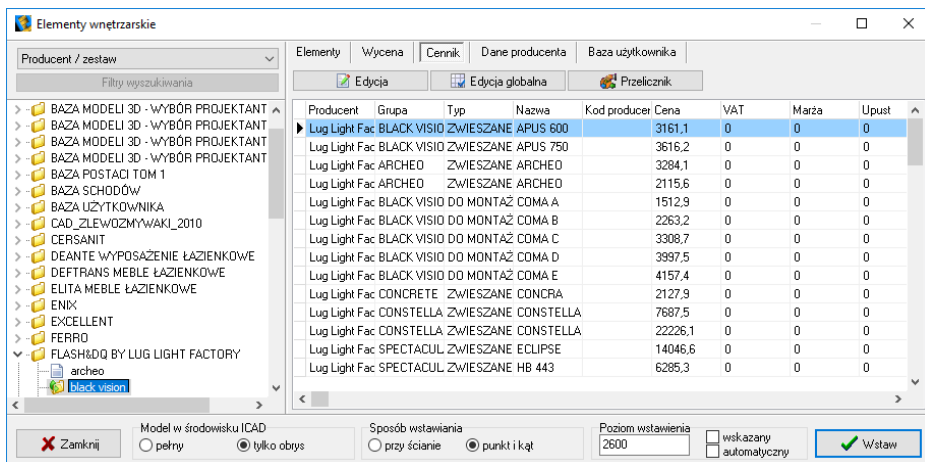 Elementy wnętrzarskie
Producent / zestaw
Filtry wyszukiwania
BAZA MODELI 3D - WYBÓR PROJEKTANT
BAZA MODELI 3D - WYBÓR PROJEKTANT
BAZA MODELI 3D - WYBÓR PROJEKTANT
BAZA MODELI 3D - WYBÓR PROJEKTANT
BAZA POSTACI TOM 1
BAZA SCHODÓW
BAZA UŻYTKOWNIKA
CAD_ZLEWOZMYWAKI_2010
CERSANIT
DEANTE WYPOSAŻENIE ŁAZIENKOWE
DEFTRANS MEBLE ŁAZIENKOWE
ELITA MEBLE ŁAZIENKOWE
ENIX
EXCELLENT
FERRO
FLASH&DQ BY LUG LIGHT FACTORY
archeo
black vision
Elementy Wycena Cennik Dane producenta Baza użytkownika
Edycja Edycja globalna Przelicznik
Producent Grupa Typ Nazwa Kod producer Cena VAT Marża Upust
Lug Light Fac BLACK VISIO ZWIESZANE APUS 600 3161,1 0 0 0
Lug Light Fac BLACK VISIO ZWIESZANE APUS 750 3616,2 0 0 0
Lug Light Fac ARCHEO ZWIESZANE ARCHEO 3284,1 0 0 0
Lug Light Fac ARCHEO ZWIESZANE ARCHEO 2115,6 0 0 0
Lug Light Fac BLACK VISIO DO MONTAŻ COMA A 1512,9 0 0 0
Lug Light Fac BLACK VISIO DO MONTAŻ COMA B 2263,2 0 0 0
Lug Light Fac BLACK VISIO DO MONTAŻ COMA C 3308,7 0 0 0
Lug Light Fac BLACK VISIO DO MONTAŻ COMA D 3997,5 0 0 0
Lug Light Fac BLACK VISIO DO MONTAŻ COMA E 4157,4 0 0 0
Lug Light Fac CONCRETE ZWIESZANE CONCRA 2127,9 0 0 0
Lug Light Fac CONSTELLA ZWIESZANE CONSTELLA 7687,5 0 0 0
Lug Light Fac CONSTELLA ZWIESZANE CONSTELLA 22226,1 0 0 0
Lug Light Fac SPECTACUL ZWIESZANE ECLIPSE 14046,6 0 0 0
Lug Light Fac SPECTACUL ZWIESZANE HB 443 6285,3 0 0 0
Zamknij
Model w środowisku ICAD
pełny tylko obrys
Sposób wstawiania
przy ścianie punkt i kąt
Poziom wstawienia
2600
wskazany
automatyczny
Wstaw